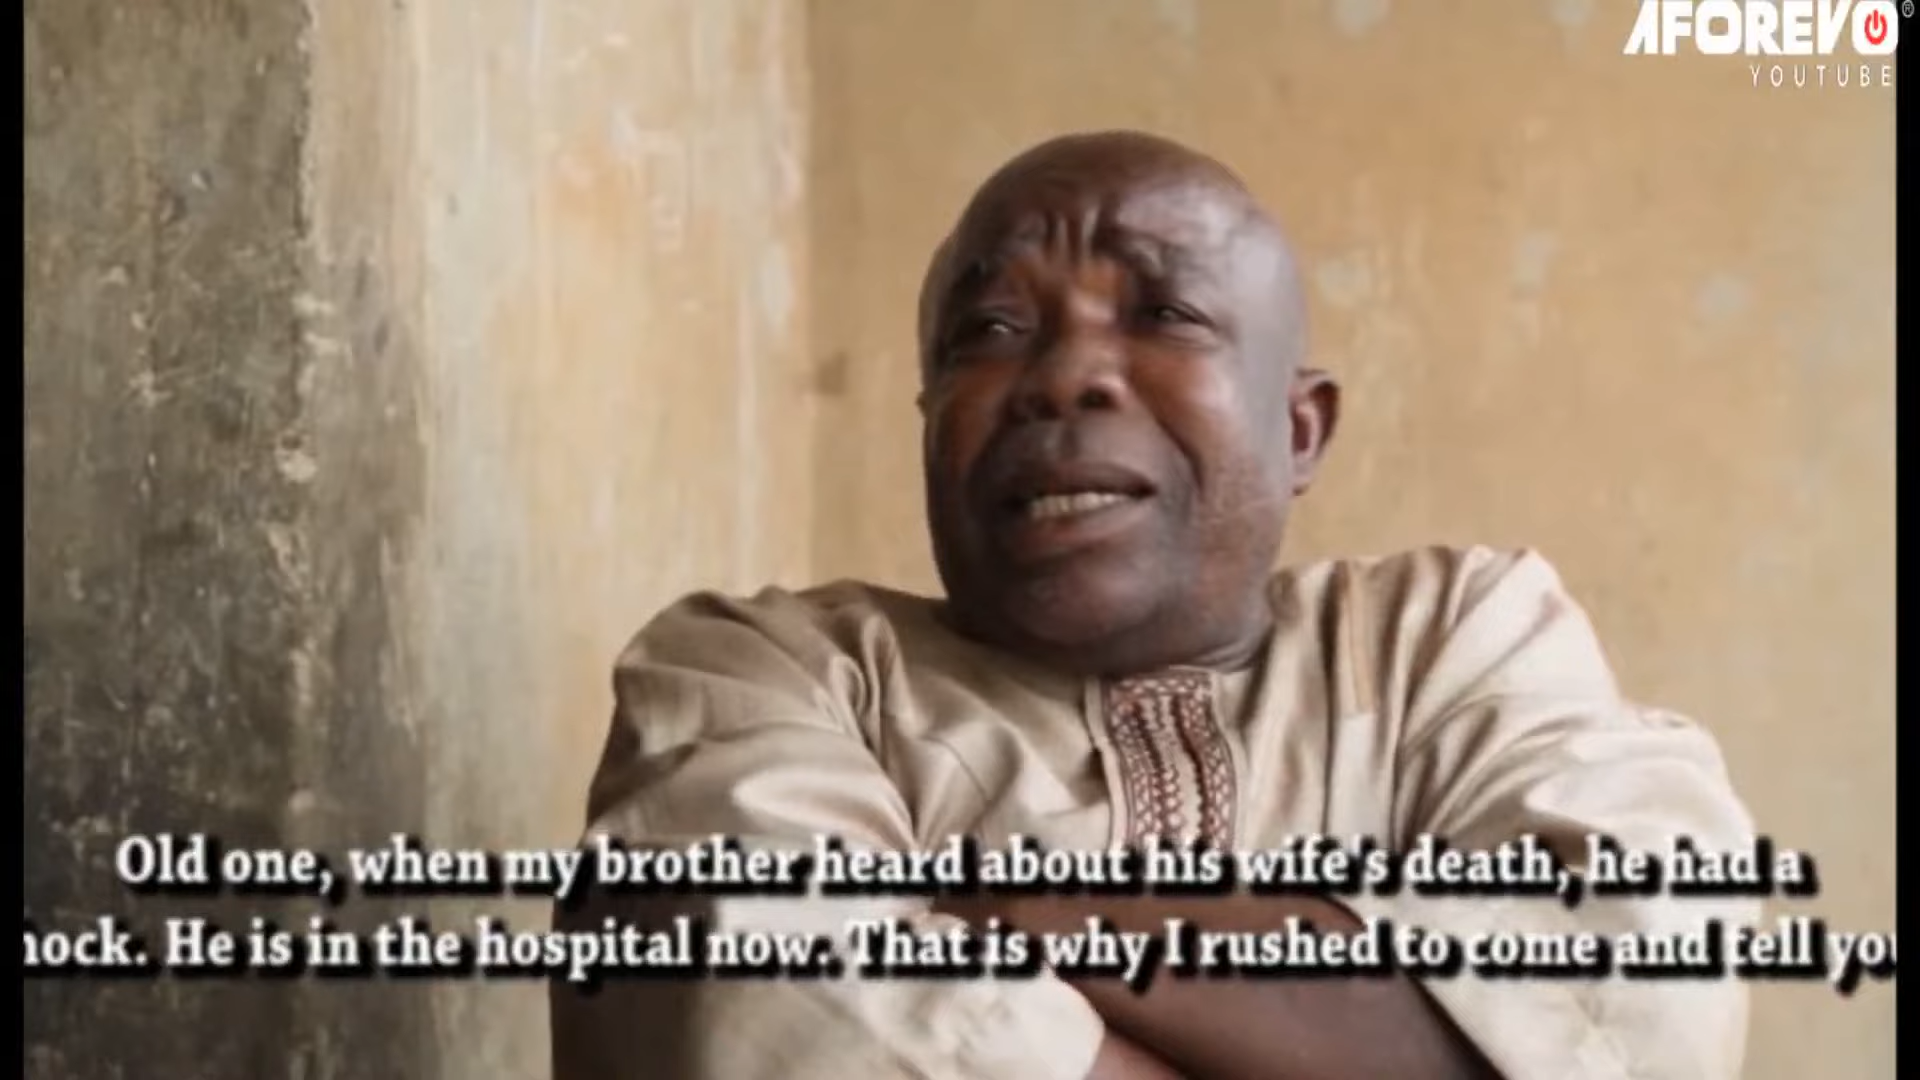 AFOREVO
YOUTUBE
Old one, when my brother heard about his wife's death, he had a
hock. He is in the hospital now. That is why I rushed to come and tell you